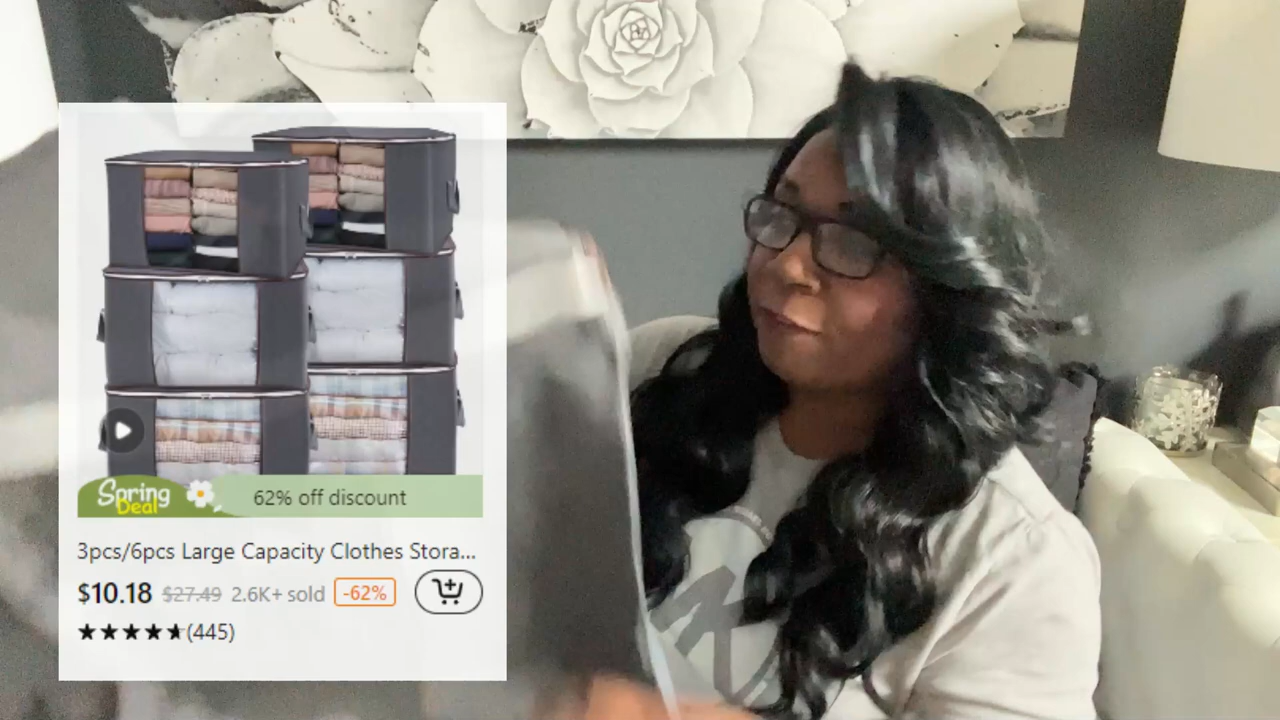 Spring
Deal
62% off discount
3pcs/6pcs Large Capacity Clothes Stora...
$10.18 $27.49 2.6K+ sold -62%
(445)